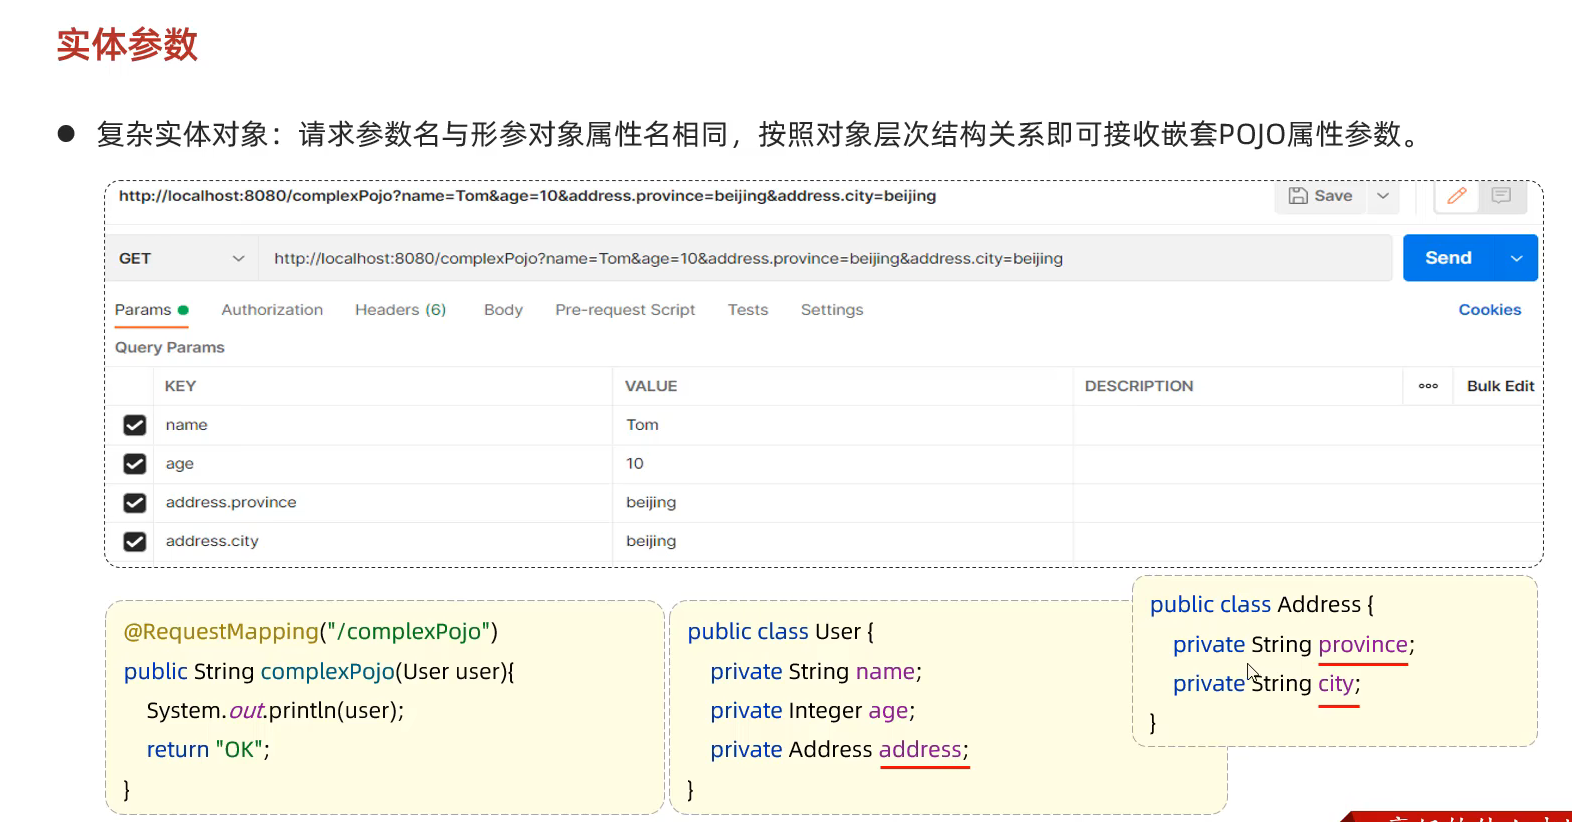 实体参数
● 复杂实体对象：请求参数名与形参对象属性名相同，按照对象层次结构关系即可接收嵌套POJO属性参数。
http://localhost:8080/complexPojo?name=Tom&age=10&address.province=beijing&address.city=beijing
Save
GET http://localhost:8080/complexPojo?name=Tom&age=10&address.province=beijing&address.city=beijing Send
Params Authorization Headers (6) Body Pre-request Script Tests Settings Cookies
Query Params
KEY VALUE DESCRIPTION ooo Bulk Edit
name Tom
age 10
address.province beijing
address.city beijing
@RequestMapping("/complexPojo")
public String complexPojo(User user){
System.out.println(user);
return "OK";
}
public class User {
private String name;
private Integer age;
private Address address;
}
public class Address {
private String province;
private String city;
}